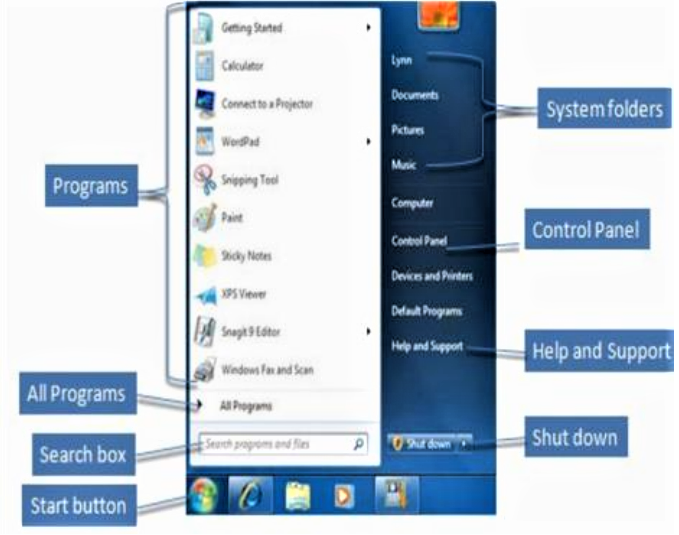 Programs
All Programs
Search box
Start button
Getting Started
Calculator
Connect to a Projector
WordPad
Snipping Tool
Paint
Sticky Notes
XPS Viewer
Snagit 9 Editor
Windows Fax and Scan
All Programs
Search programs and files
Lynn
Documents
Pictures
Music
Computer
Control Panel
Devices and Printers
Default Programs
Help and Support
Shut down
System folders
Control Panel
Help and Support
Shut down